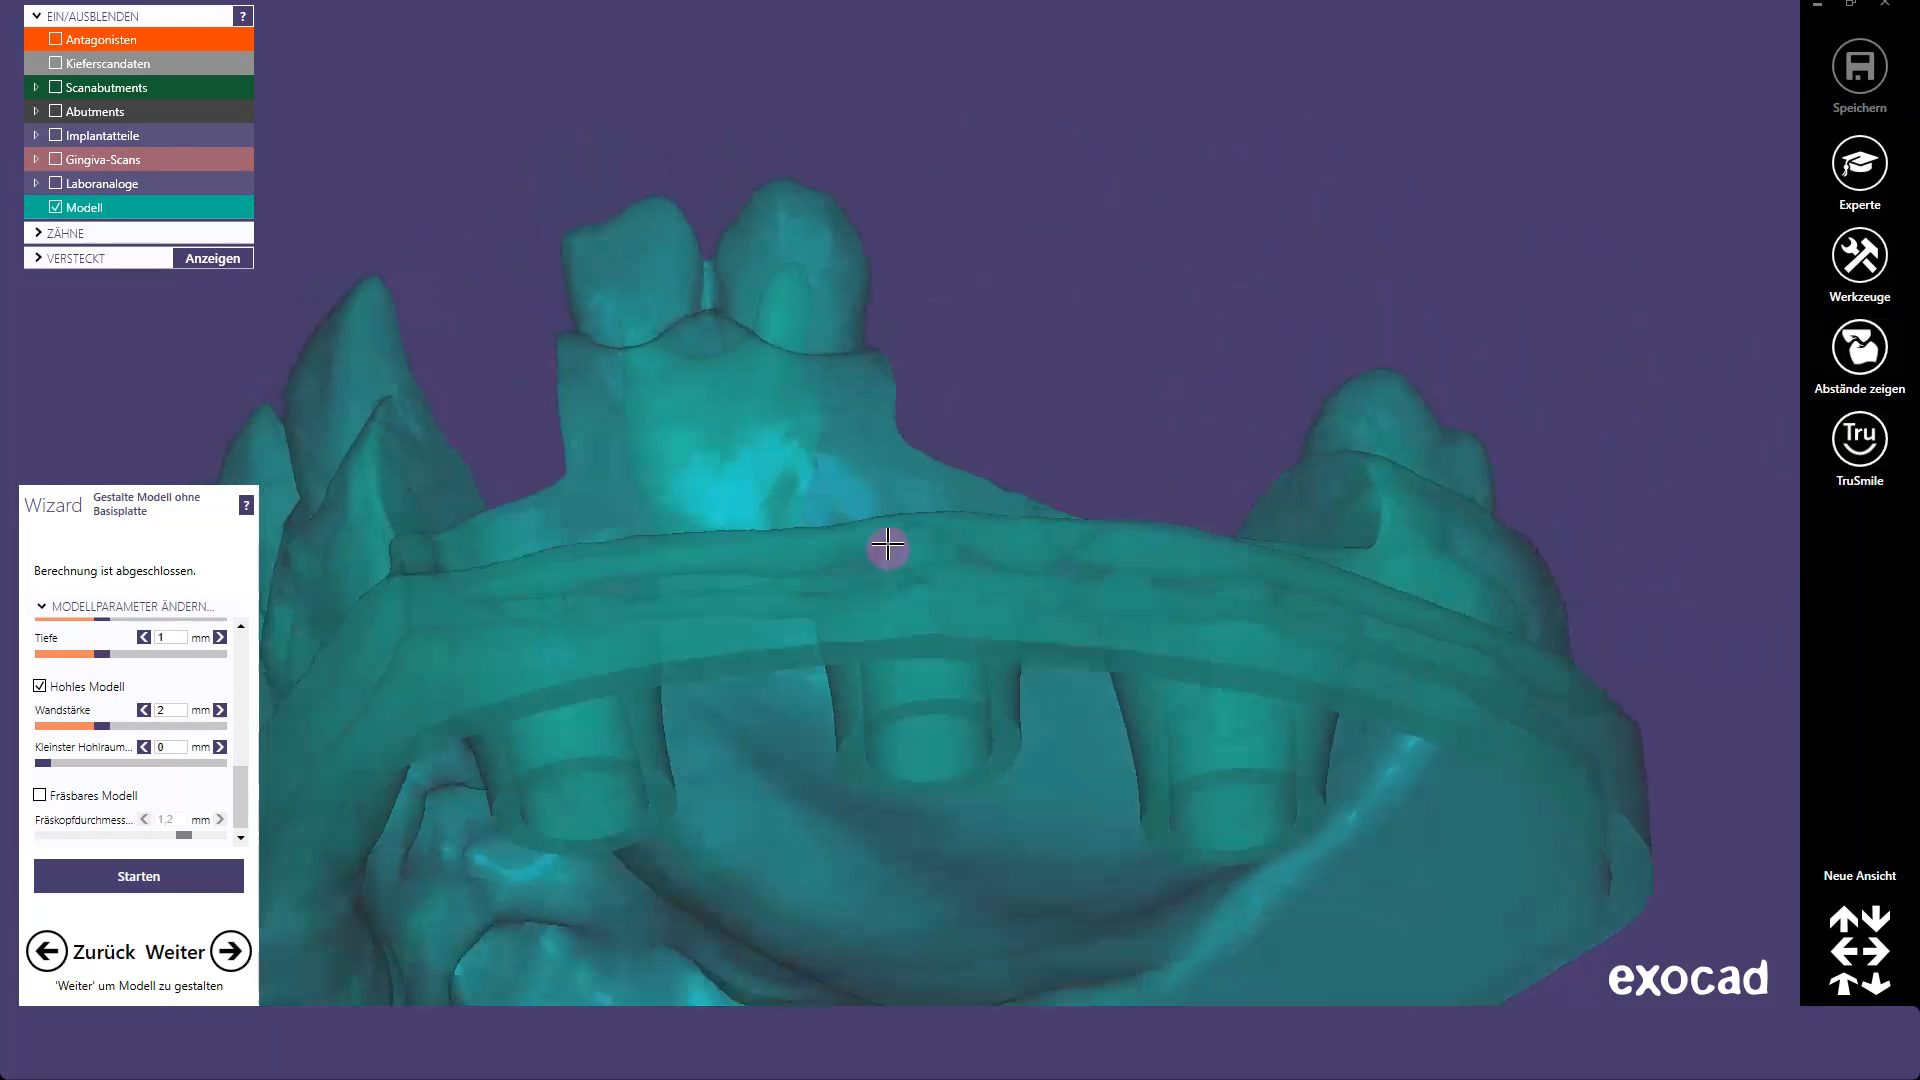 EIN/AUSBLENDEN ?
Antagonisten
Kieferscandaten
Scanabutments
Abutments
Implantatteile
Gingiva-Scans
Laboranaloge
Modell
ZÄHNE
VERSTECKT Anzeigen
Wizard Gestalte Modell ohne
Basisplatte ?
Berechnung ist abgeschlossen.
MODELLPARAMETER ÄNDERN...
Tiefe 1 mm
Hohles Modell
Wandstärke 2 mm
Kleinster Hohlraum... 0 mm
Fräsbares Modell
Fräskopfdurchmess... 1,2 mm
Starten
Zurück Weiter
'Weiter' um Modell zu gestalten
Speichern
Experte
Werkzeuge
Abstände zeigen
Tru
TruSmile
Neue Ansicht
exocad